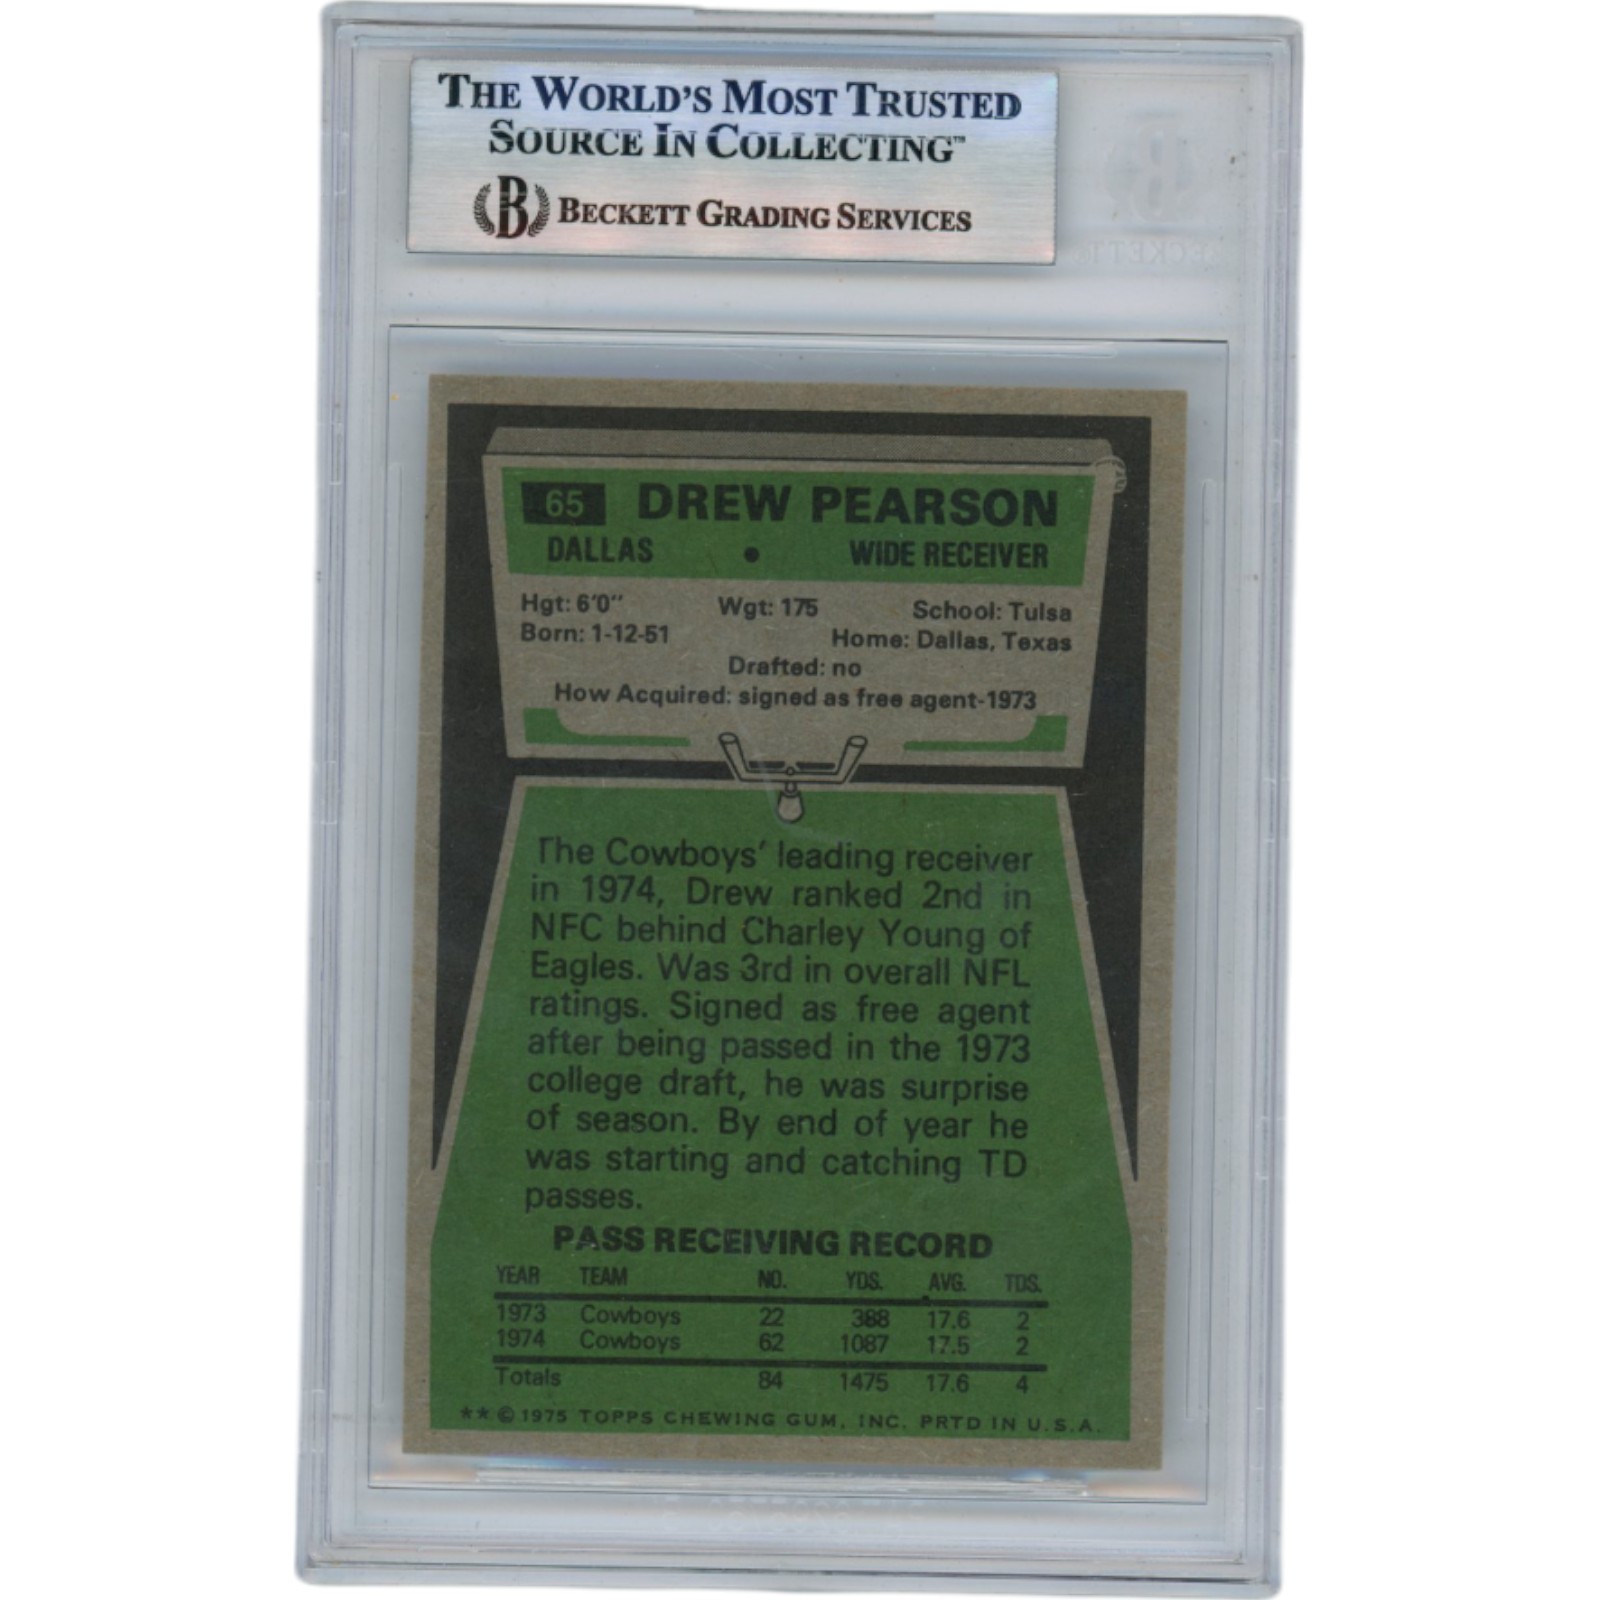 THE WORLD'S MOST TRUSTED
SOURCE IN COLLECTING™
B BECKETT GRADING SERVICES
65 DREW PEARSON
DALLAS • WIDE RECEIVER
Hgt: 6'0" Wgt: 175 School: Tulsa
Born: 1-12-51 Home: Dallas, Texas
Drafted: no
How Acquired: signed as free agent-1973
The Cowboys' leading receiver
in 1974, Drew ranked 2nd in
NFC behind Charley Young of
Eagles. Was 3rd in overall NFL
ratings. Signed as free agent
after being passed in the 1973
college draft, he was surprise
of season. By end of year he
was starting and catching TD
passes.
PASS RECEIVING RECORD
YEAR TEAM NO. YDS. AVG. TDS.
1973 Cowboys 22 388 17.6 2
1974 Cowboys 62 1087 17.5 2
Totals 84 1475 17.6 4
** © 1975 TOPPS CHEWING GUM, INC. PRTD IN U.S.A.